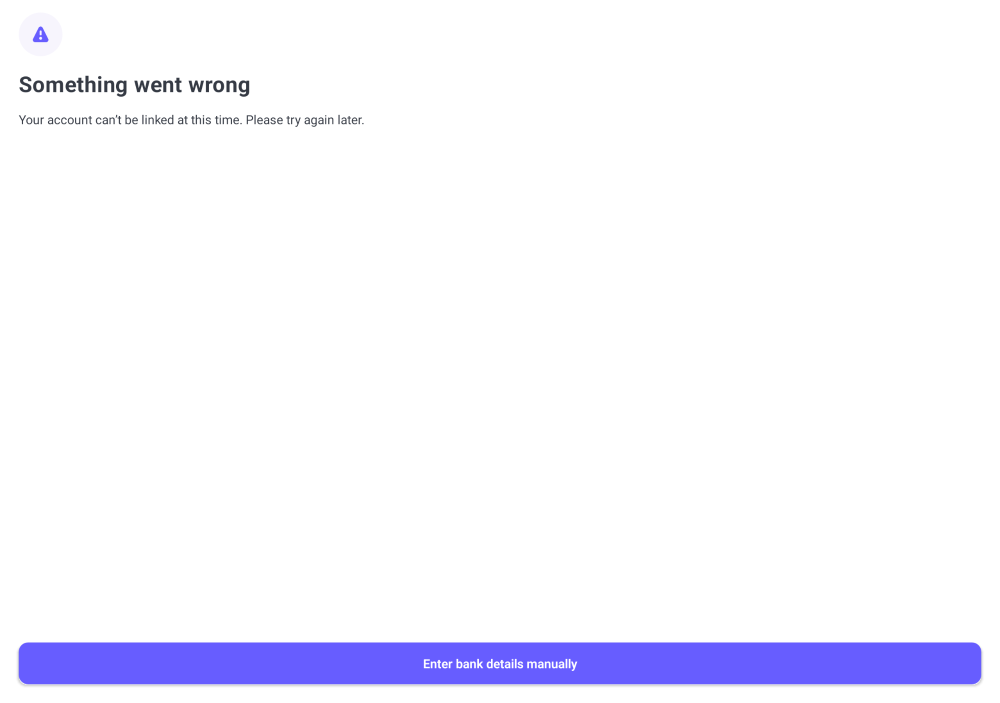 Something went wrong
Your account can't be linked at this time. Please try again later.
Enter bank details manually